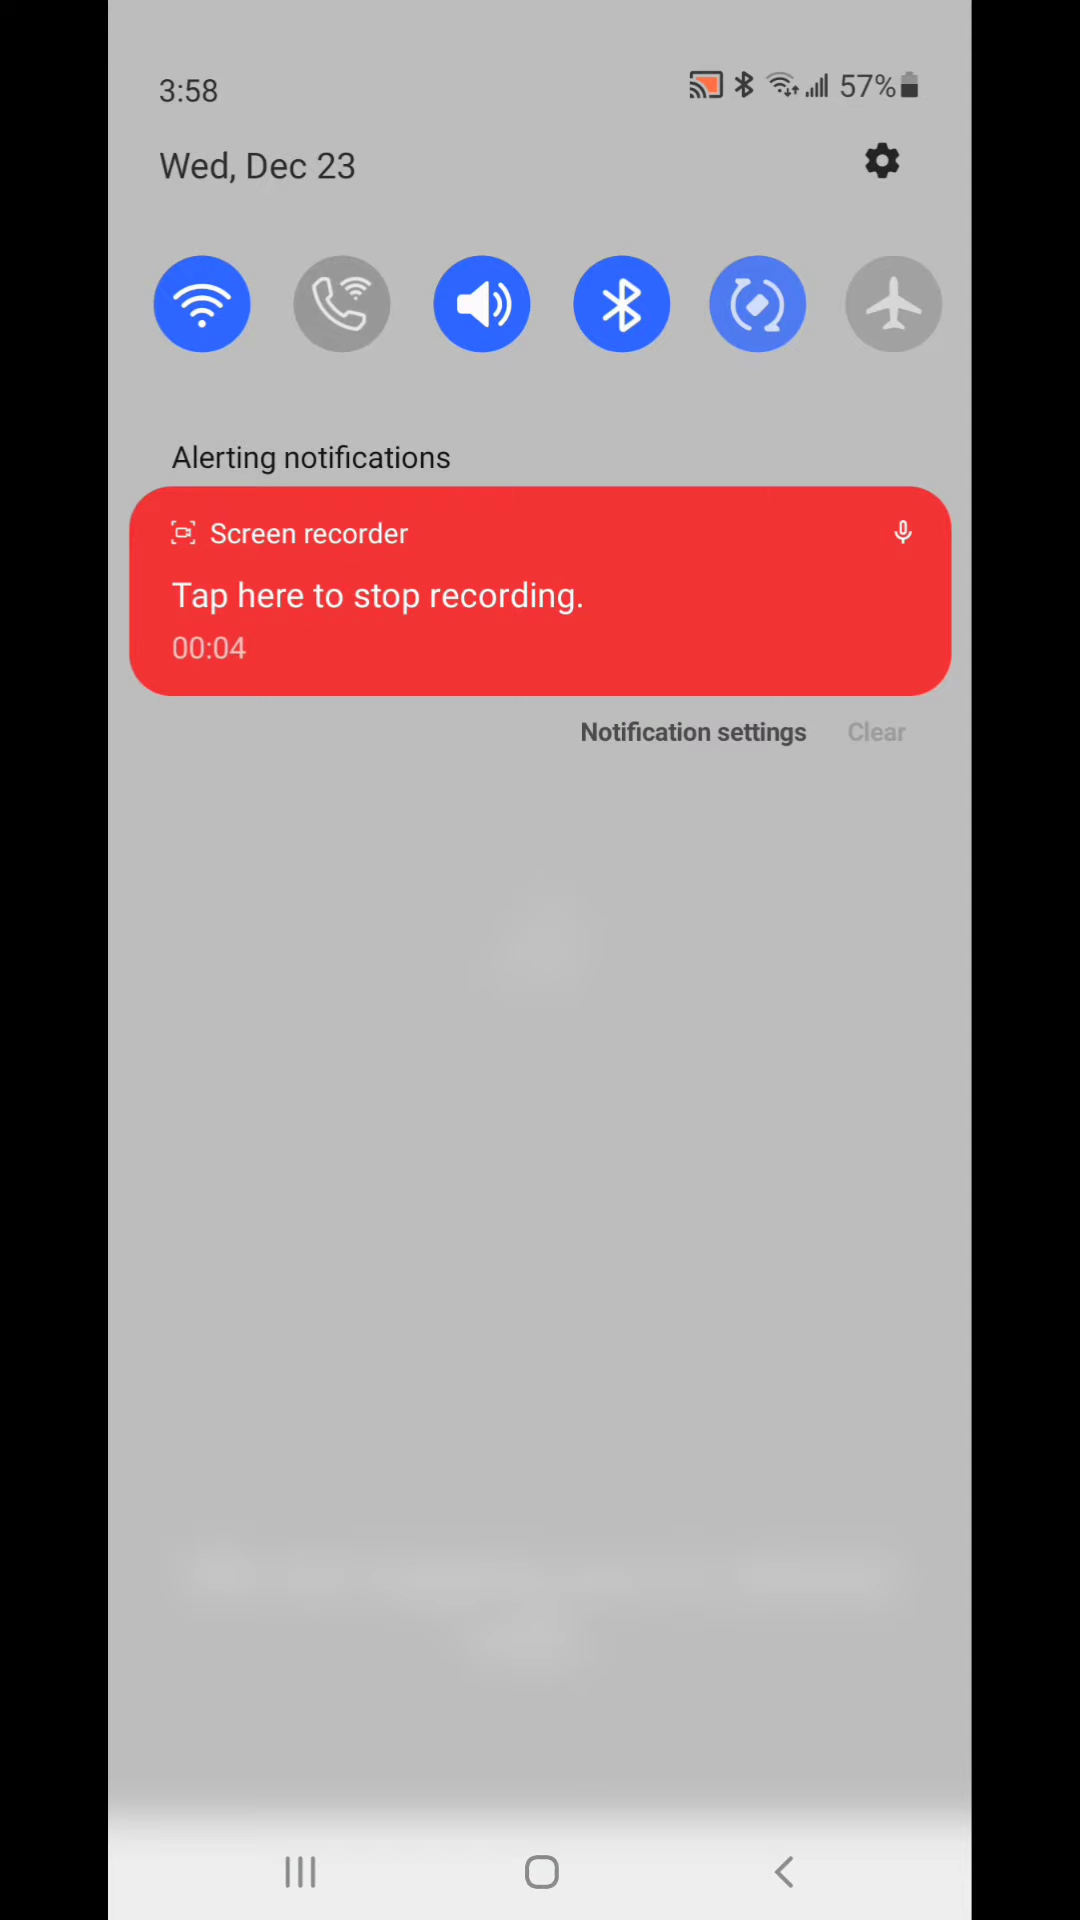 3:58
57%
Wed, Dec 23
Alerting notifications
Screen recorder
Tap here to stop recording.
00:04
Notification settings
Clear